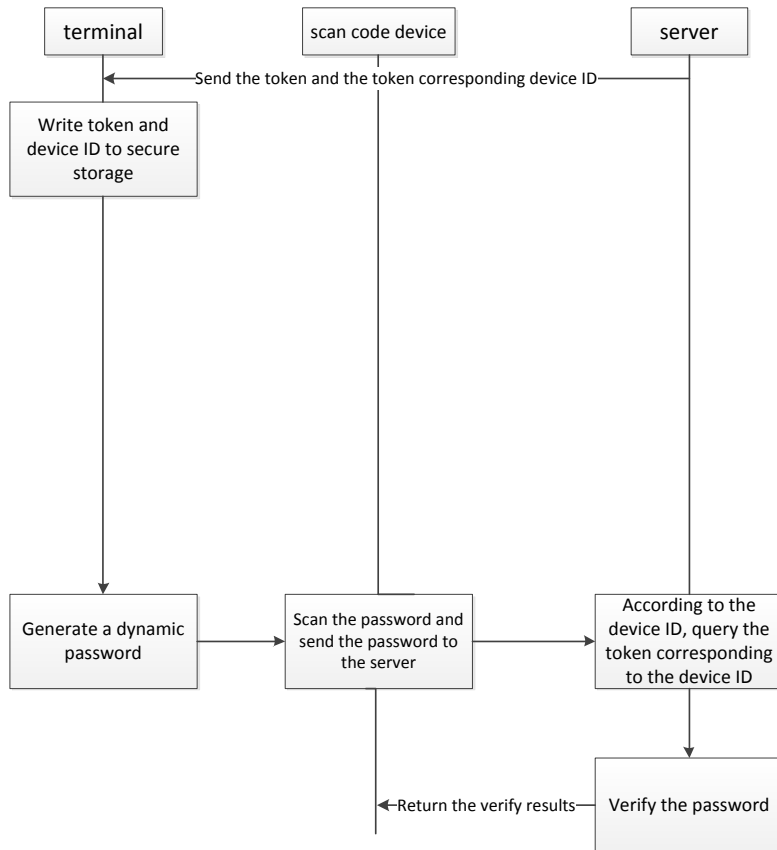 terminal
scan code device
server
Send the token and the token corresponding device ID
Write token and
device ID to secure
storage
Generate a dynamic
password
Scan the password and
send the password to
the server
According to the
device ID, query the
token corresponding
to the device ID
Return the verify results
Verify the password